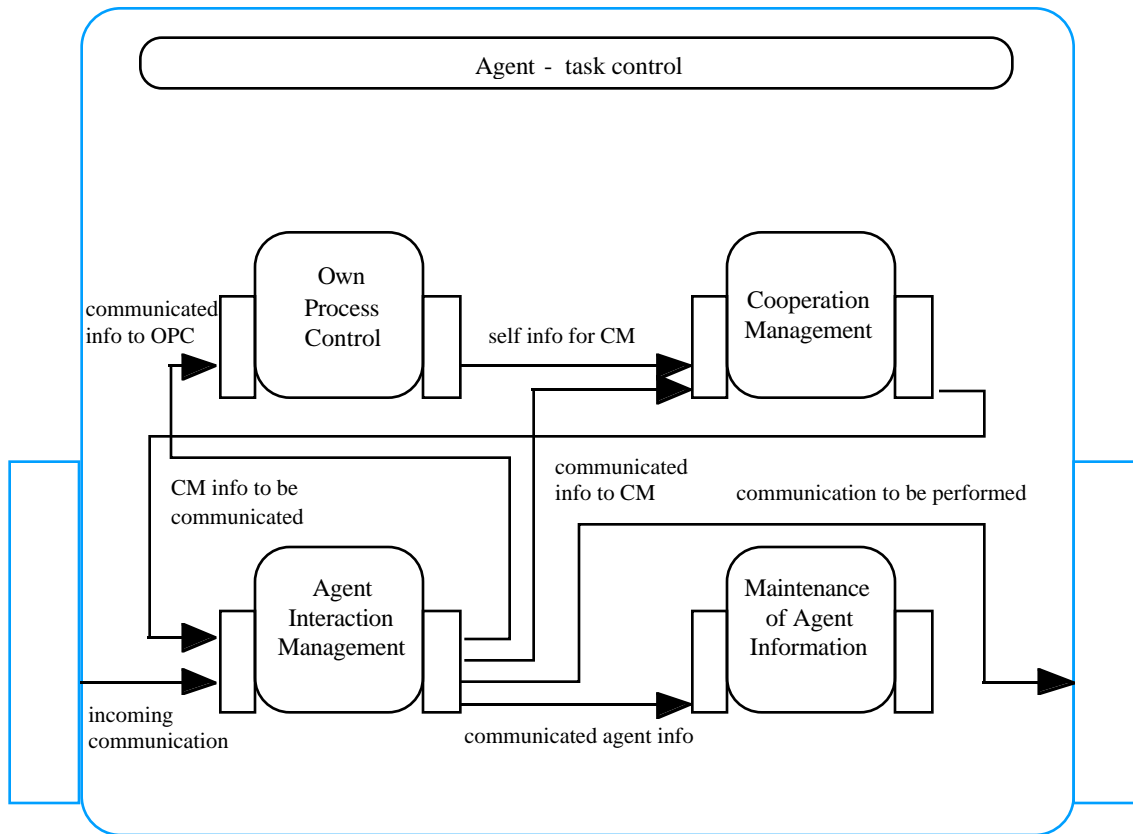 Agent - task control
Own
Process
Control
Cooperation
Management
communicated
info to OPC
self info for CM
CM info to be
communicated
communicated
info to CM
communication to be performed
Agent
Interaction
Management
Maintenance
of Agent
Information
incoming
communication
communicated agent info